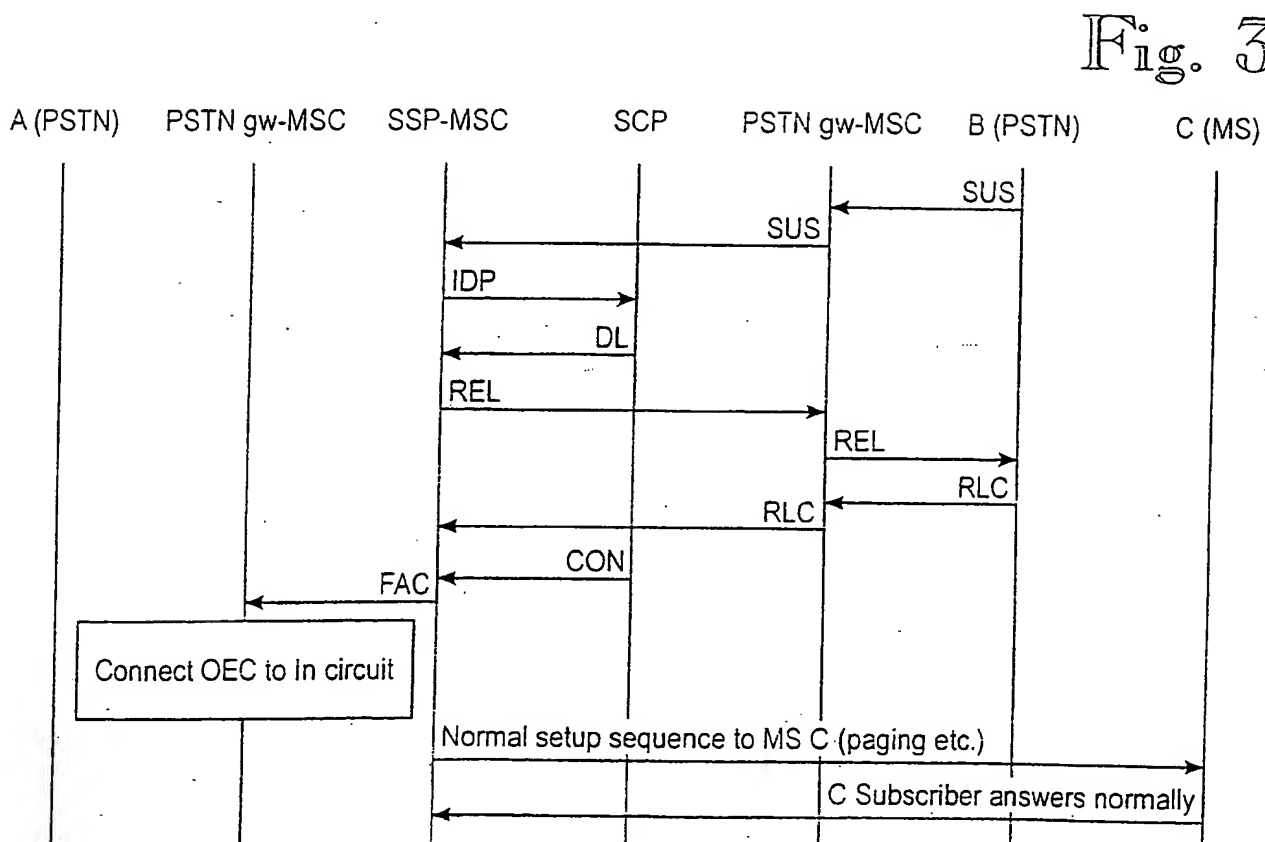 Fig. 3
A (PSTN) PSTN gw-MSC SSP-MSC SCP PSTN gw-MSC B (PSTN) C (MS)
SUS
SUS
IDP
DL
REL
REL
RLC
RLC
CON
FAC
Connect OEC to In circuit
Normal setup sequence to MS C (paging etc.)
C Subscriber answers normally